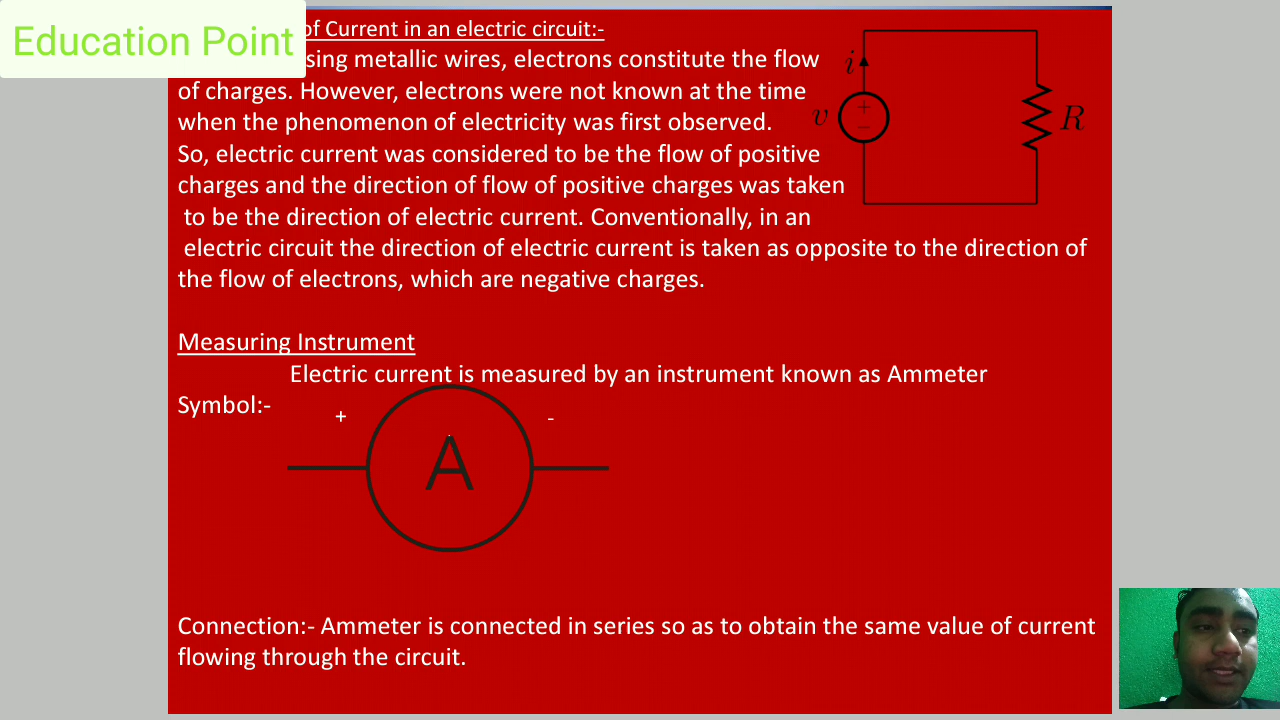 Education Point
of Current in an electric circuit:-
sing metallic wires, electrons constitute the flow
of charges. However, electrons were not known at the time
when the phenomenon of electricity was first observed.
So, electric current was considered to be the flow of positive
charges and the direction of flow of positive charges was taken
to be the direction of electric current. Conventionally, in an
electric circuit the direction of electric current is taken as opposite to the direction of
the flow of electrons, which are negative charges.
i
v
+
−
R
Measuring Instrument
Electric current is measured by an instrument known as Ammeter
Symbol:-
+ -
A
Connection:- Ammeter is connected in series so as to obtain the same value of current
flowing through the circuit.